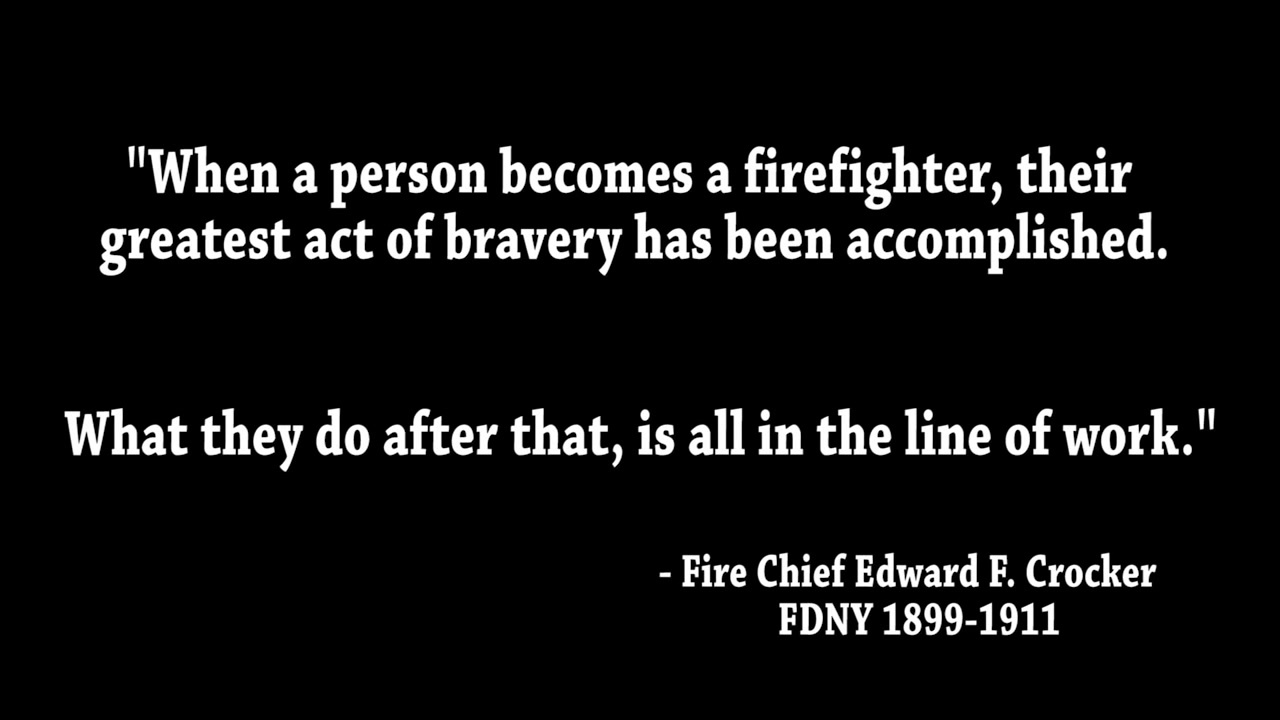 "When a person becomes a firefighter, their
greatest act of bravery has been accomplished.
What they do after that, is all in the line of work."
- Fire Chief Edward F. Crocker
FDNY 1899-1911